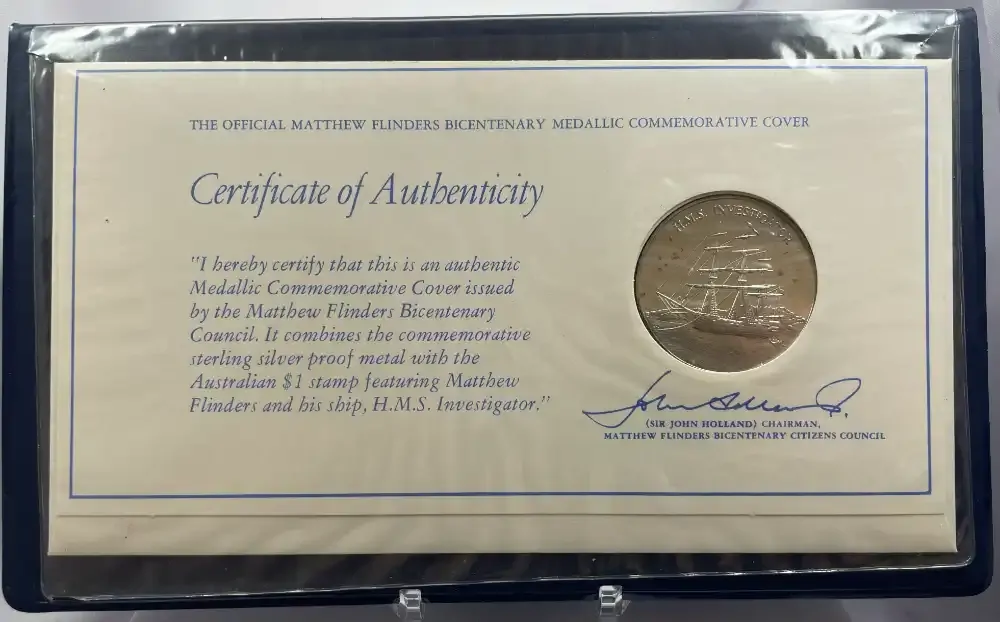 THE OFFICIAL MATTHEW FLINDERS BICENTENARY MEDALLIC COMMEMORATIVE COVER
Certificate of Authenticity
"I hereby certify that this is an authentic
Medallic Commemorative Cover issued
by the Matthew Flinders Bicentenary
Council. It combines the commemorative
sterling silver proof metal with the
Australian $1 stamp featuring Matthew
Flinders and his ship, H.M.S. Investigator."
H.M.S. INVESTIGATOR
(SIR JOHN HOLLAND) CHAIRMAN,
MATTHEW FLINDERS BICENTENARY CITIZENS COUNCIL